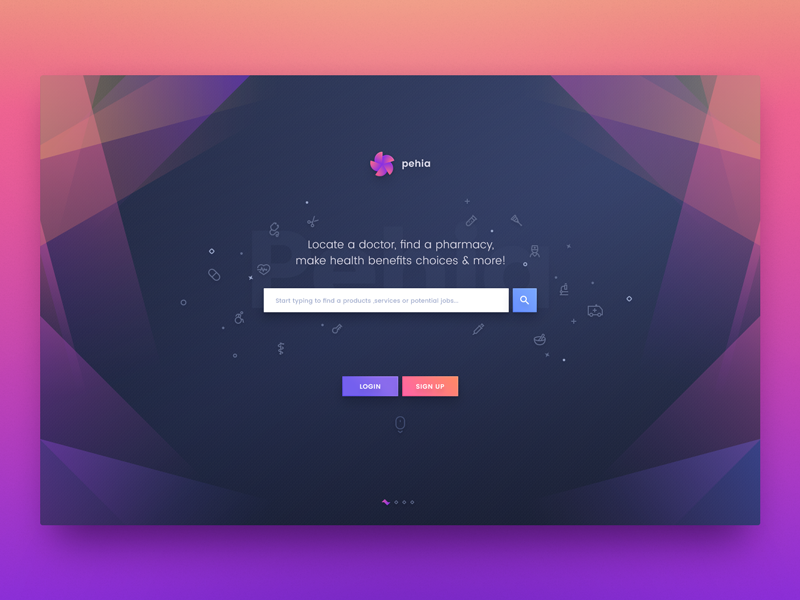 pehia
Locate a doctor, find a pharmacy,
make health benefits choices & more!
Start typing to find a products ,services or potential jobs...
LOGIN
SIGN UP